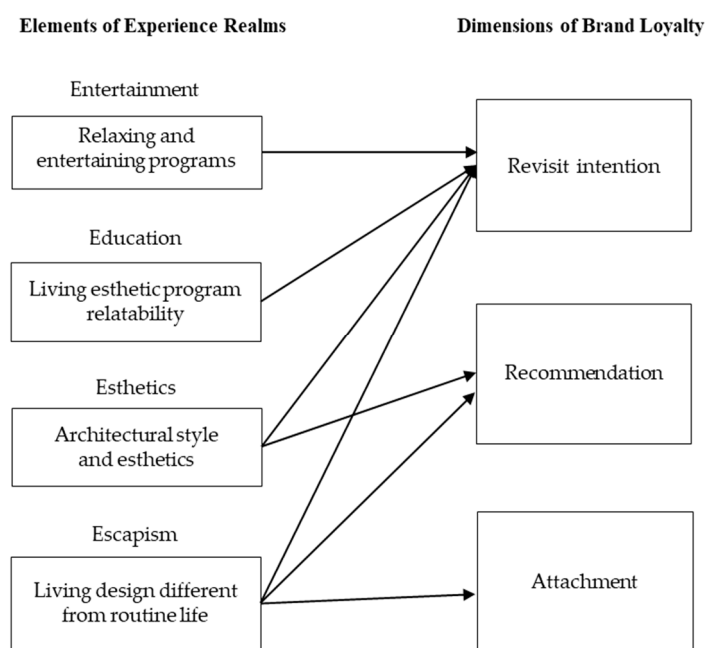 Elements of Experience Realms
Dimensions of Brand Loyalty
Entertainment
Relaxing and
entertaining programs
Education
Living esthetic program
relatability
Esthetics
Architectural style
and esthetics
Escapism
Living design different
from routine life
Revisit intention
Recommendation
Attachment